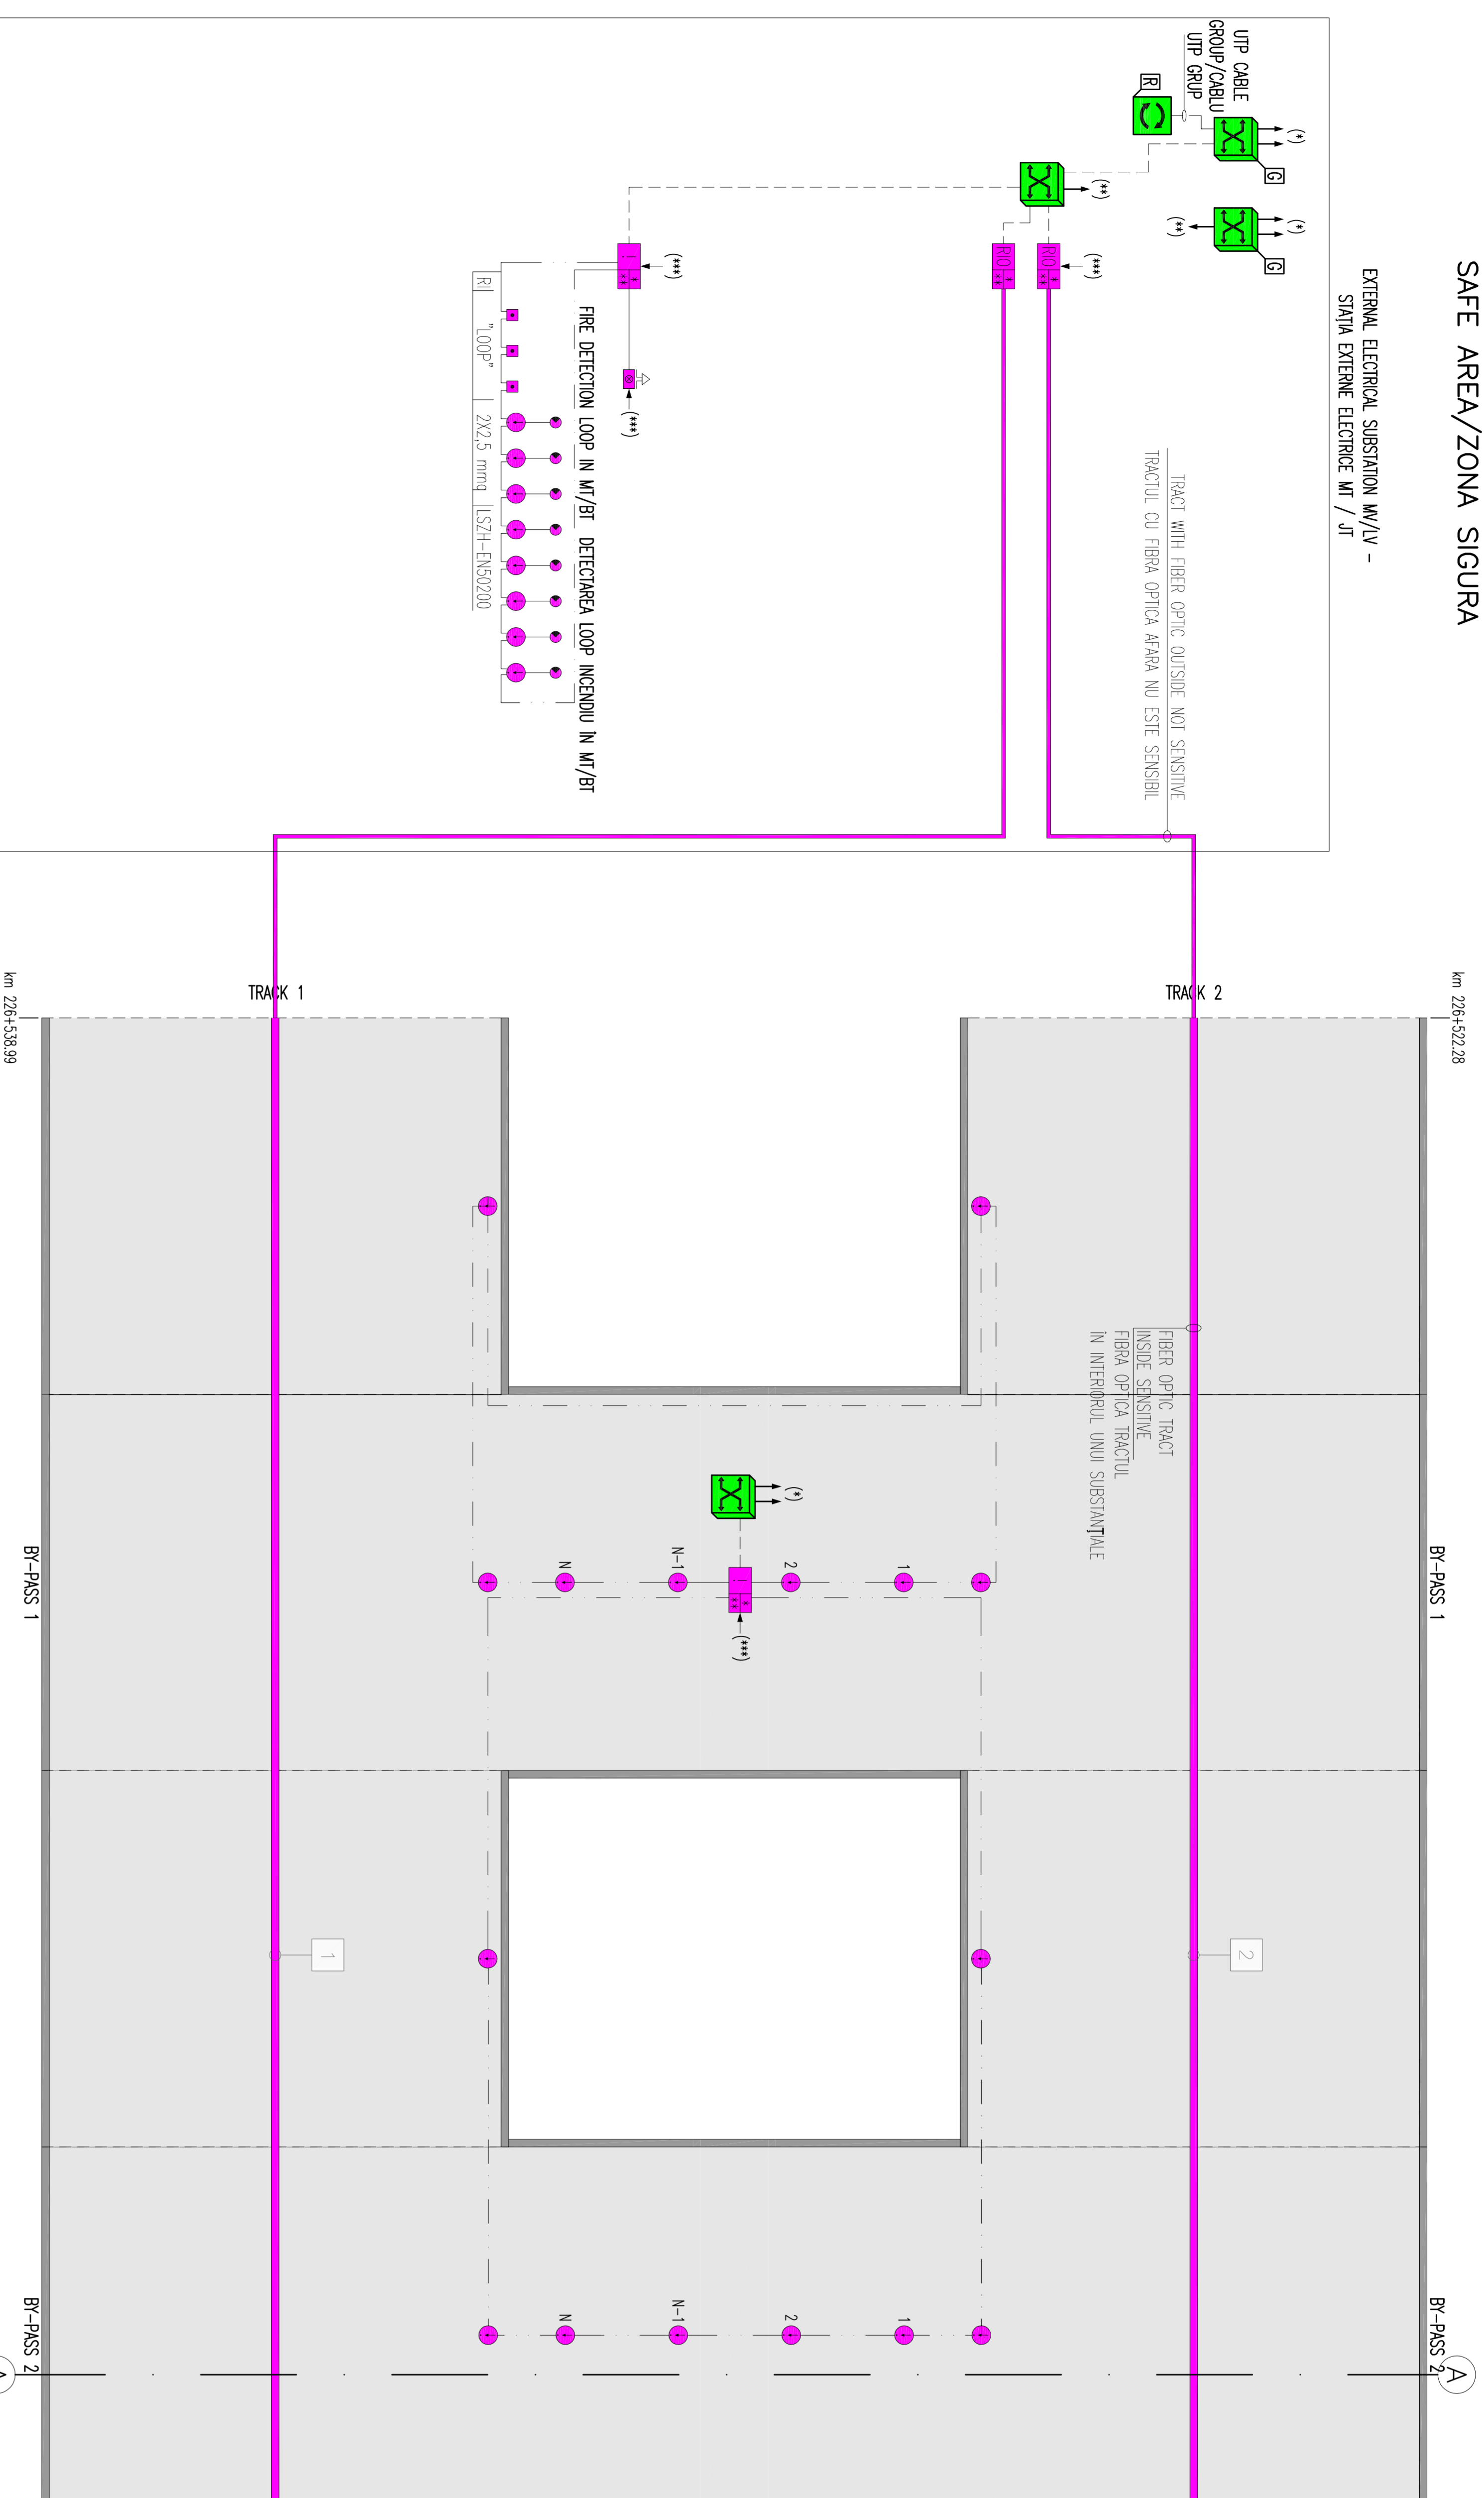 SAFE AREA/ZONA SIGURA
EXTERNAL ELECTRICAL SUBSTATION MV/LV -
STAȚIA EXTERNE ELECTRICE MT / JT
UTP CABLE
GROUP/CABLU
UTP GRUP
(*)
G
(*)
G
(**)
R
(**)
RIO
*
**
(***)
RIO
*
**
TRACT WITH FIBER OPTIC OUTSIDE NOT SENSITIVE
TRACTUL CU FIBRA OPTICA AFARA NU ESTE SENSIBIL
!
*
**
(***)
(***)
FIRE DETECTION LOOP IN MT/BT DETECTAREA LOOP INCENDIU ÎN MT/BT
RI
"LOOP"
2X2,5 mmq
LSZH-EN50200
km 226+522.28
TRACK 2
TRACK 1
km 226+538.99
FIBER OPTIC TRACT
INSIDE SENSITIVE
FIBRA OPTICA TRACTUL
ÎN INTERIORUL UNUI SUBSTANȚIALE
BY-PASS 1
(*)
1
2
!
*
**
(***)
N-1
N
BY-PASS 1
2
1
BY-PASS 2
1
2
N-1
N
BY-PASS 2
A
A